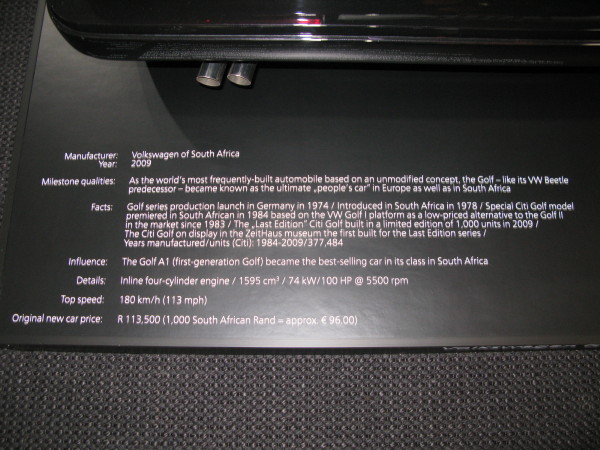 Manufacturer: Volkswagen of South Africa
Year: 2009
Milestone qualities: As the world's most frequently-built automobile based on an unmodified concept, the Golf – like its VW Beetle
predecessor – became known as the ultimate „people's car" in Europe as well as in South Africa
Facts: Golf series production launch in Germany in 1974 / Introduced in South Africa in 1978 / Special Citi Golf model
premiered in South African in 1984 based on the VW Golf I platform as a low-priced alternative to the Golf II
in the market since 1983 / The „Last Edition" Citi Golf built in a limited edition of 1,000 units in 2009 /
The Citi Golf on display in the ZeitHaus museum the first built for the Last Edition series /
Years manufactured/units (Citi): 1984-2009/377,484
Influence: The Golf A1 (first-generation Golf) became the best-selling car in its class in South Africa
Details: Inline four-cylinder engine / 1595 cm³ / 74 kW/100 HP @ 5500 rpm
Top speed: 180 km/h (113 mph)
Original new car price: R 113,500 (1,000 South African Rand = approx. € 96.00)